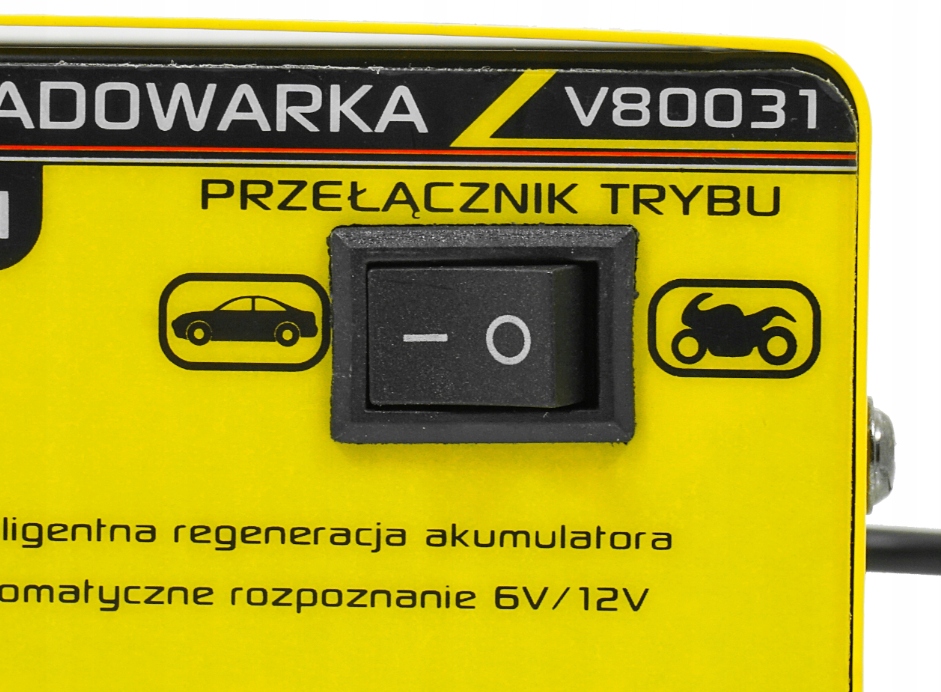 ADOWARKA V80031
PRZEŁĄCZNIK TRYBU
ligentna regeneracja akumulatora
omatyczne rozpoznanie 6V/12V